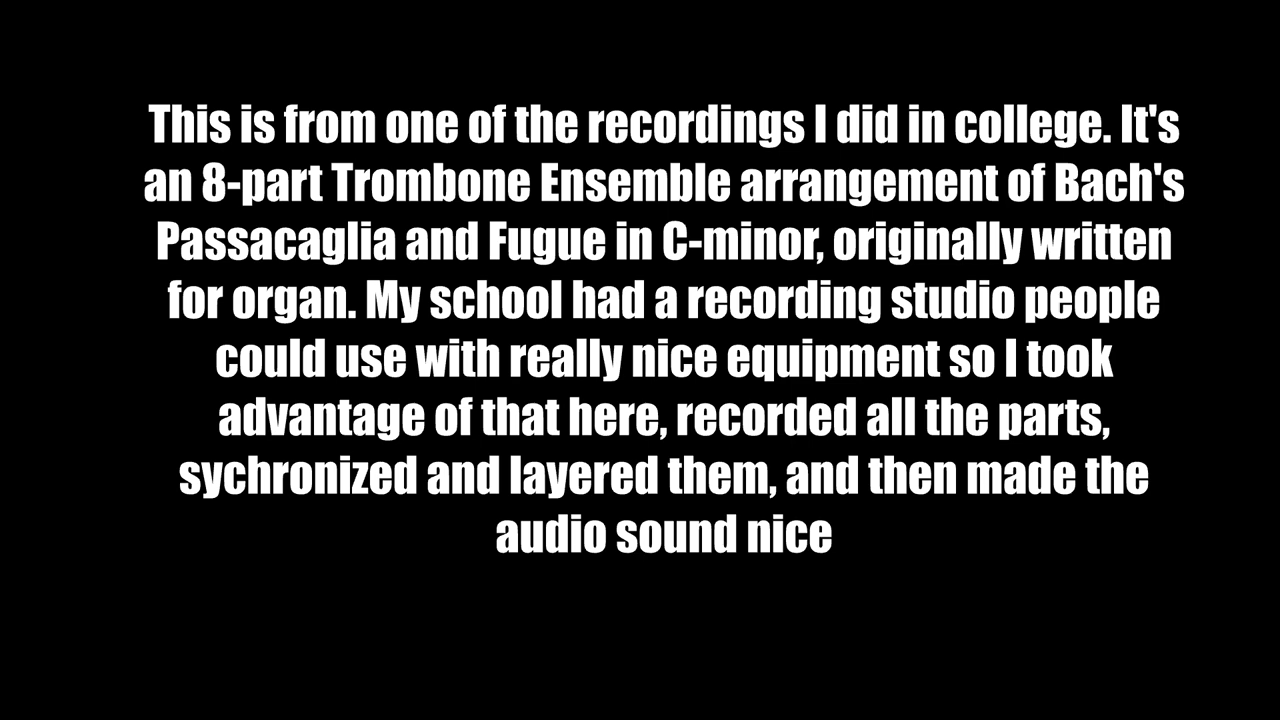 This is from one of the recordings I did in college. It's
an 8-part Trombone Ensemble arrangement of Bach's
Passacaglia and Fugue in C-minor, originally written
for organ. My school had a recording studio people
could use with really nice equipment so I took
advantage of that here, recorded all the parts,
sychronized and layered them, and then made the
audio sound nice